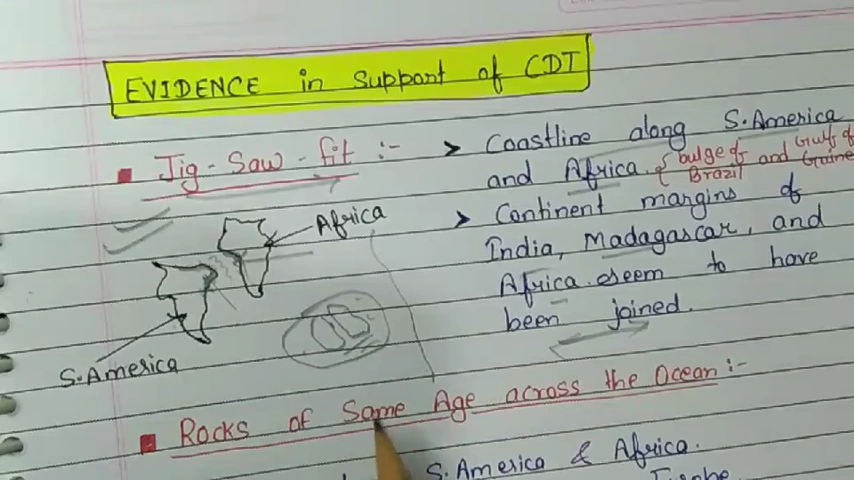 EVIDENCE in Support of CDT
Jig-Saw-fit :-
> Coastline along S.America
and Africa. { bulge of Brazil and Gulf of
> Continent margins of
India, Madagascar, and
Africa seem to have
been joined.
Africa
S.America
Rocks of Same Age across the Ocean :-
S.America & Africa.